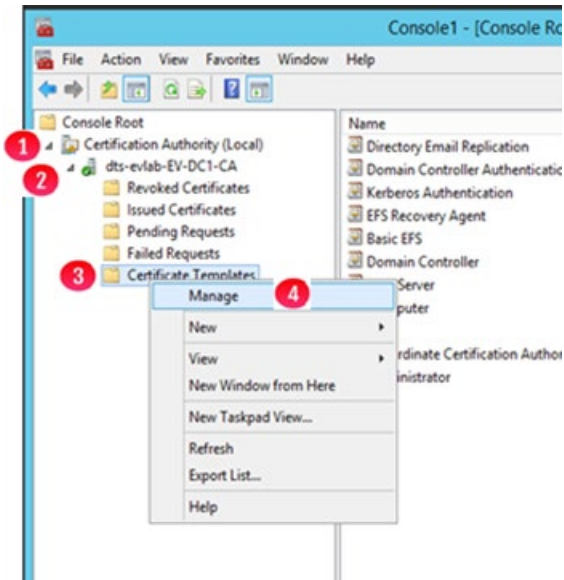 Console1 - [Console Ro
File Action View Favorites Window Help
Console Root
1 Certification Authority (Local)
2 dts-evlab-EV-DC1-CA
Revoked Certificates
Issued Certificates
Pending Requests
Failed Requests
3 Certificate Templates
Manage 4
New
View
New Window from Here
New Taskpad View...
Refresh
Export List...
Help
Name
Directory Email Replication
Domain Controller Authenticatio
Kerberos Authentication
EFS Recovery Agent
Basic EFS
Domain Controller
Server
puter
rdinate Certification Author
inistrator